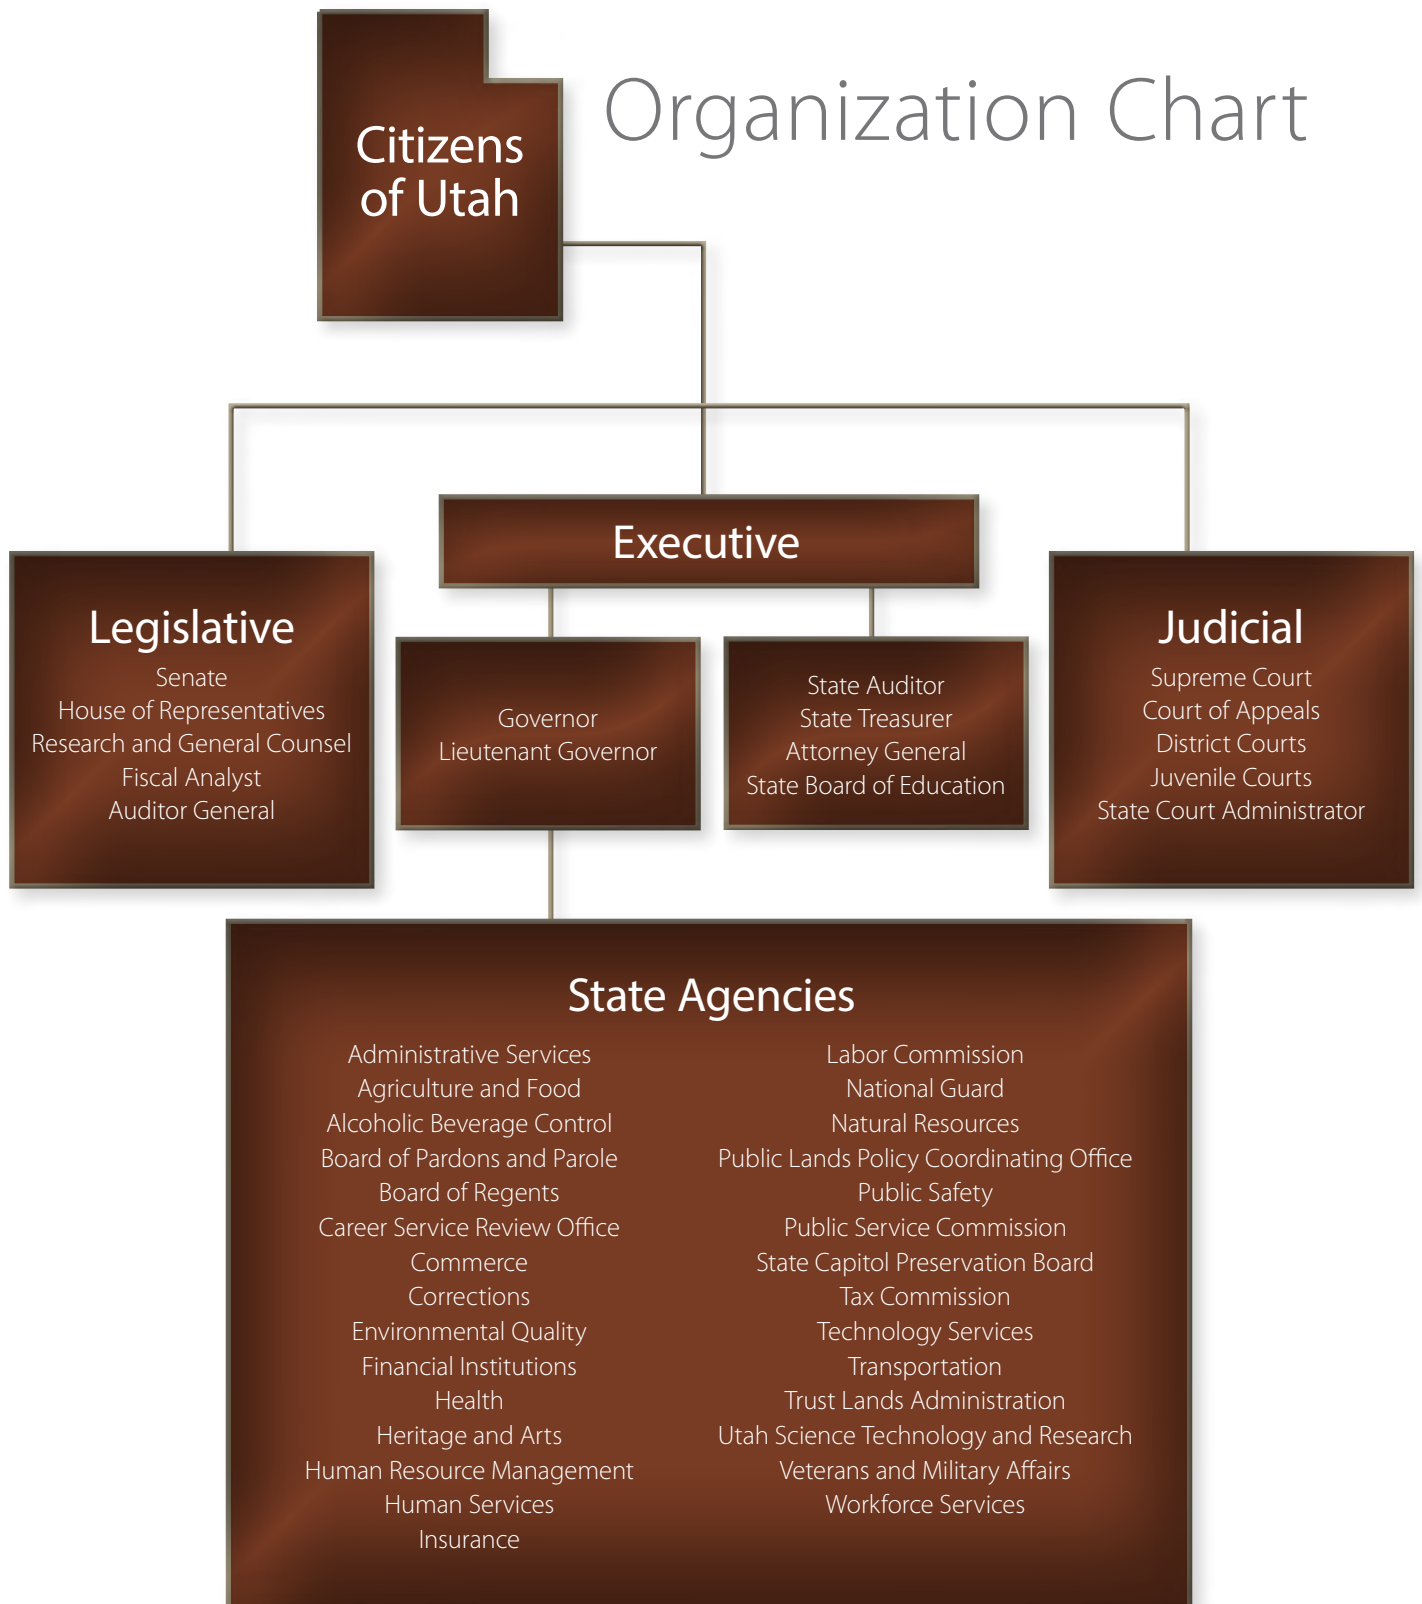 Citizens
of Utah
Organization Chart
Executive
Legislative
Senate
House of Representatives
Research and General Counsel
Fiscal Analyst
Auditor General
Governor
Lieutenant Governor
State Auditor
State Treasurer
Attorney General
State Board of Education
Judicial
Supreme Court
Court of Appeals
District Courts
Juvenile Courts
State Court Administrator
State Agencies
Administrative Services
Agriculture and Food
Alcoholic Beverage Control
Board of Pardons and Parole
Board of Regents
Career Service Review Office
Commerce
Corrections
Environmental Quality
Financial Institutions
Health
Heritage and Arts
Human Resource Management
Human Services
Insurance
Labor Commission
National Guard
Natural Resources
Public Lands Policy Coordinating Office
Public Safety
Public Service Commission
State Capitol Preservation Board
Tax Commission
Technology Services
Transportation
Trust Lands Administration
Utah Science Technology and Research
Veterans and Military Affairs
Workforce Services